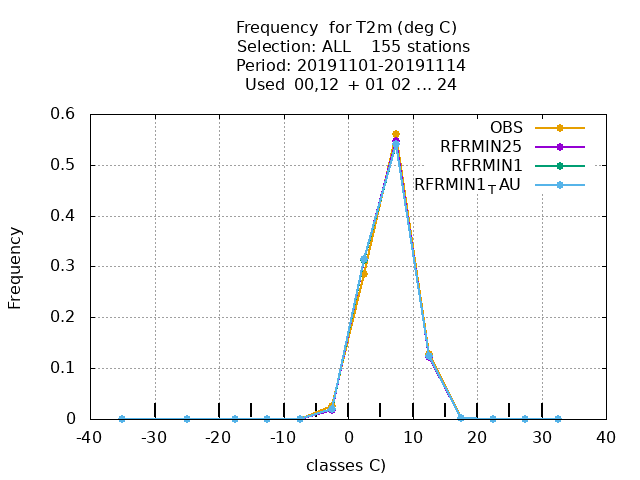 Frequency  for T2m (deg C)
Selection: ALL    155 stations
Period: 20191101-20191114
Used  00,12  + 01 02 ... 24
0.6
0.5
0.4
0.3
0.2
0.1
0
Frequency
OBS
RFRMIN25
RFRMIN1
RFRMIN1TAU
-40 -30 -20 -10 0 10 20 30 40
classes C)